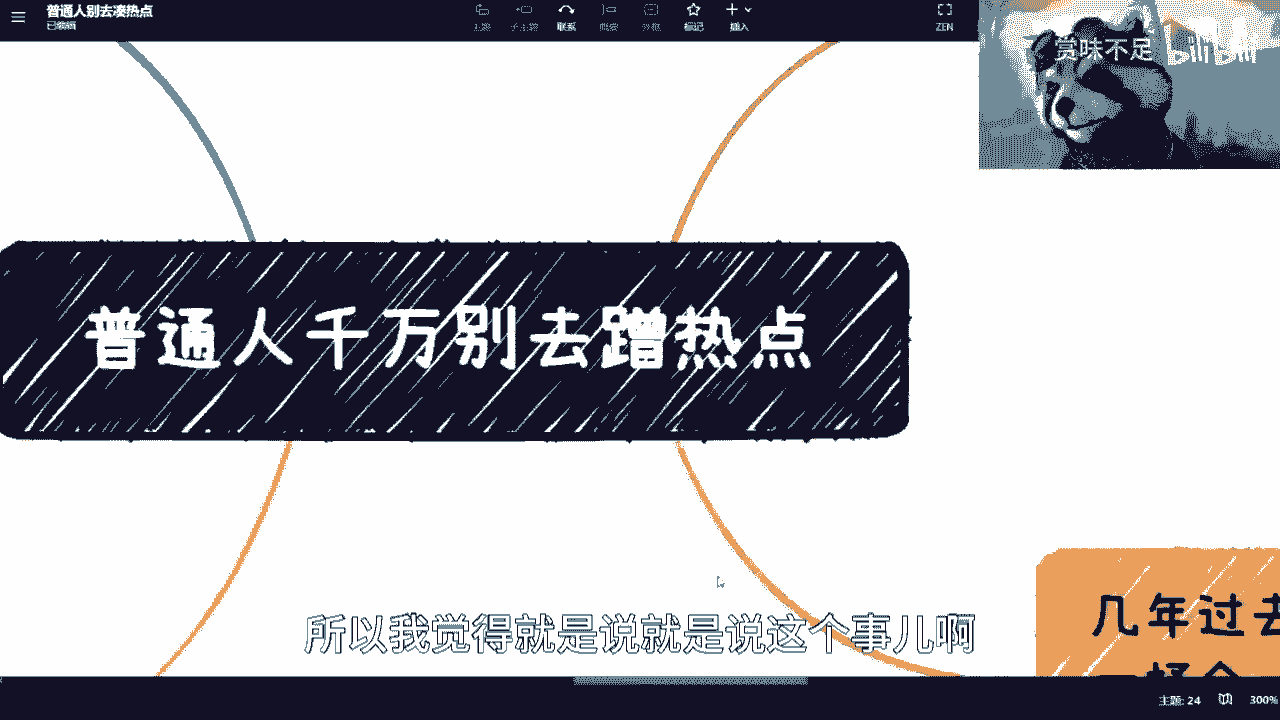 普通人别去凑热点
已编辑
主题
子主题
联系
概要
外框
标记
插入
ZEN
赏味不足 bilibili
普通人千万别去蹭热点
几年过去
所以我觉得就是说就是说这个事儿啊
主题: 24
300%